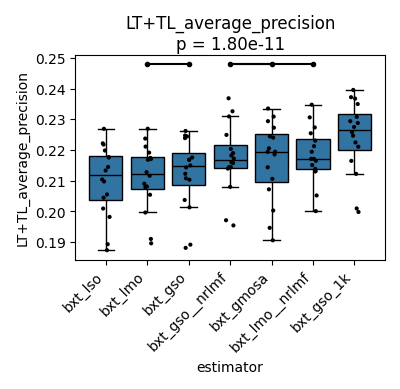 LT+TL_average_precision
p = 1.80e-11
LT+TL_average_precision
0.25
0.24
0.23
0.22
0.21
0.20
0.19
bxt_lso
bxt_lmo
bxt_gso
bxt_gso__nrlmf
bxt_gmosa
bxt_lmo__nrlmf
bxt_gso_1k
estimator